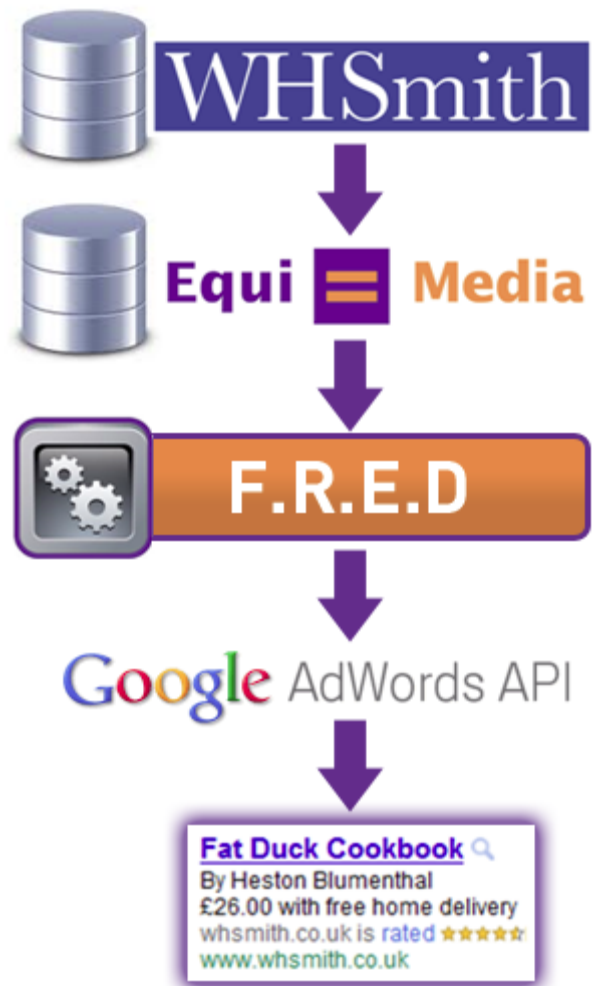 WHSmith
Equi = Media
F.R.E.D
Google AdWords API
Fat Duck Cookbook
By Heston Blumenthal
£26.00 with free home delivery
whsmith.co.uk is rated ★★★★★
www.whsmith.co.uk